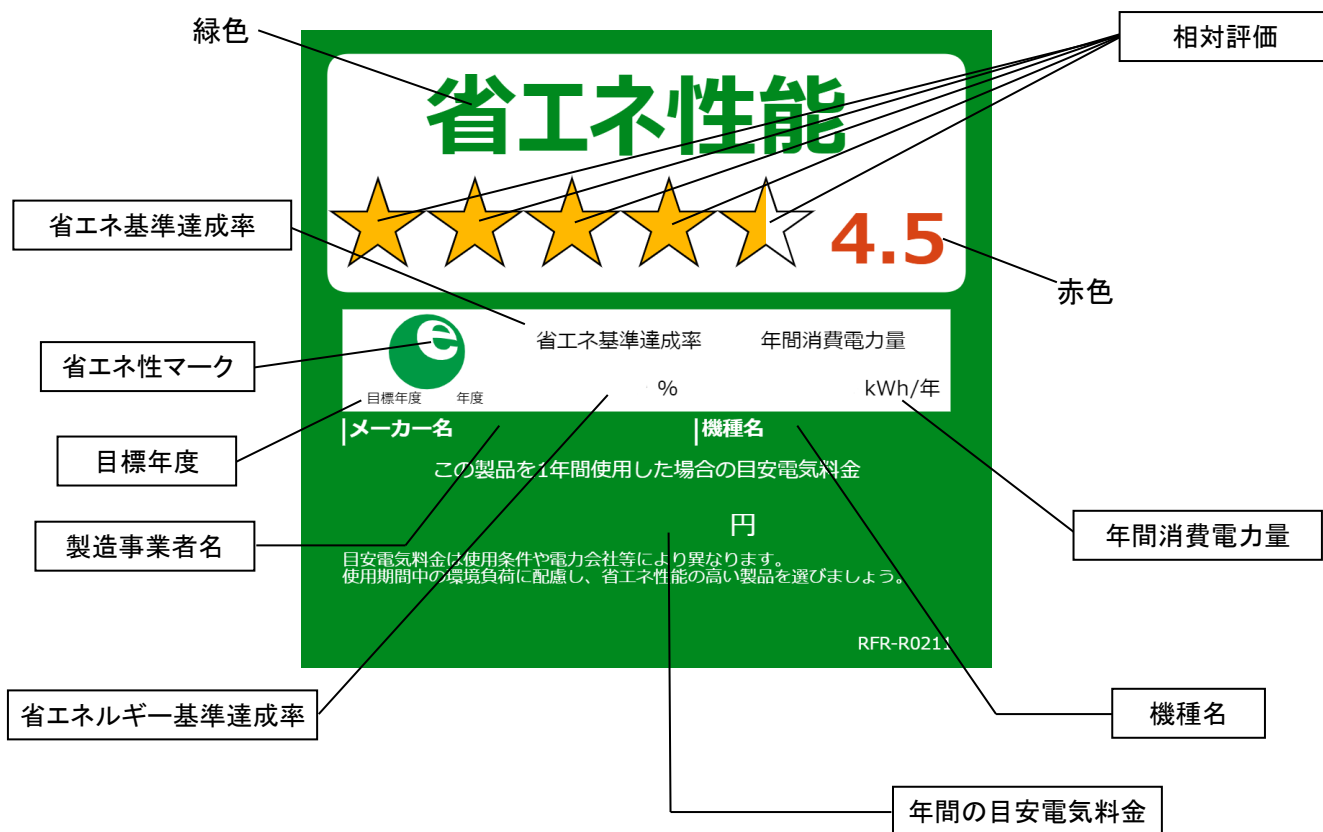 緑色
相対評価
省エネ性能
省エネ基準達成率
4.5
赤色
e
省エネ基準達成率 年間消費電力量
省エネ性マーク
% kWh/年
目標年度 年度
メーカー名 機種名
目標年度
この製品を1年間使用した場合の目安電気料金
円
製造事業者名
年間消費電力量
目安電気料金は使用条件や電力会社等により異なります。
使用期間中の環境負荷に配慮し、省エネ性能の高い製品を選びましょう。
RFR-R0211
省エネルギー基準達成率
機種名
年間の目安電気料金